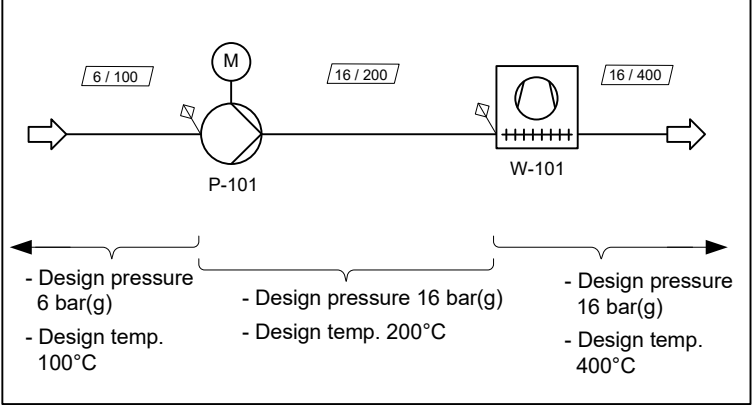 M
6 / 100
16 / 200
16 / 400
P-101
W-101
- Design pressure
6 bar(g)
- Design temp.
100°C
- Design pressure 16 bar(g)
- Design temp. 200°C
- Design pressure
16 bar(g)
- Design temp.
400°C